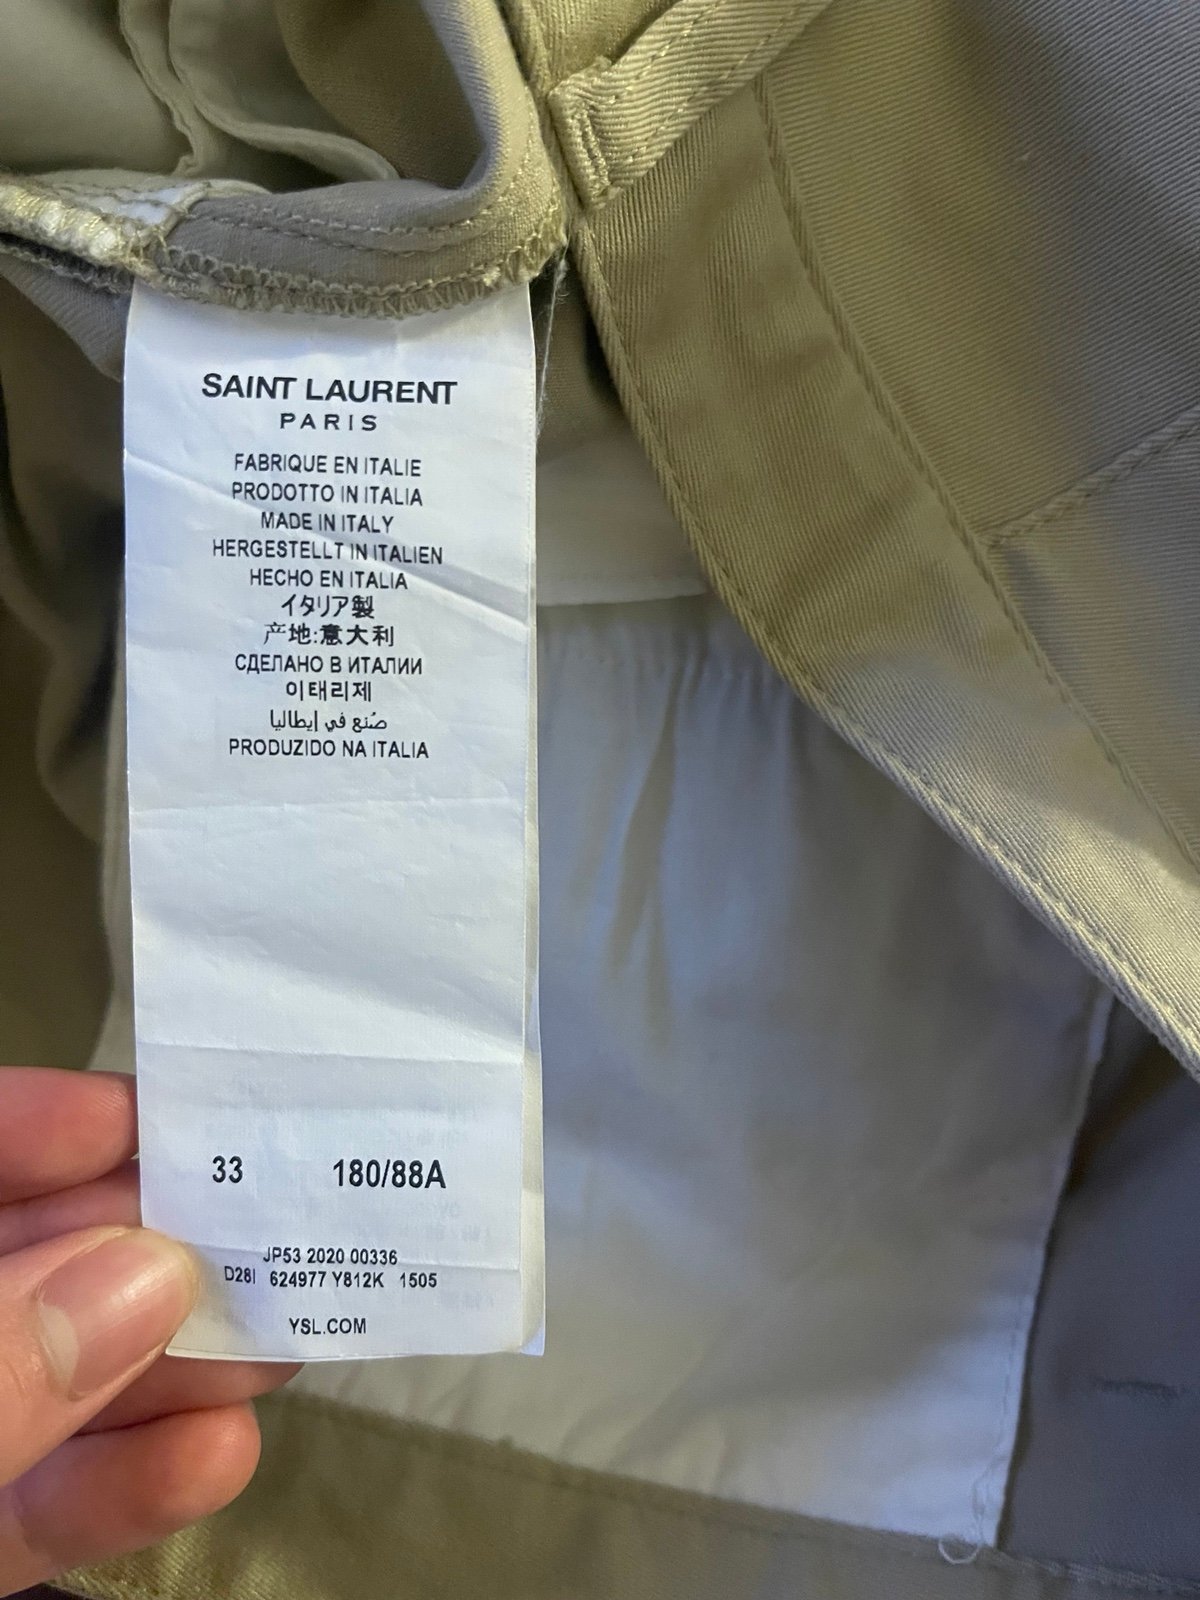 SAINT LAURENT
PARIS
FABRIQUE EN ITALIE
PRODOTTO IN ITALIA
MADE IN ITALY
HERGESTELLT IN ITALIEN
HECHO EN ITALIA
イタリア製
产地:意大利
СДЕЛАНО В ИТАЛИИ
이태리제
صُنع في إيطاليا
PRODUZIDO NA ITALIA
33 180/88A
JP53 2020 00336
D28I 624977 Y812K 1505
YSL.COM